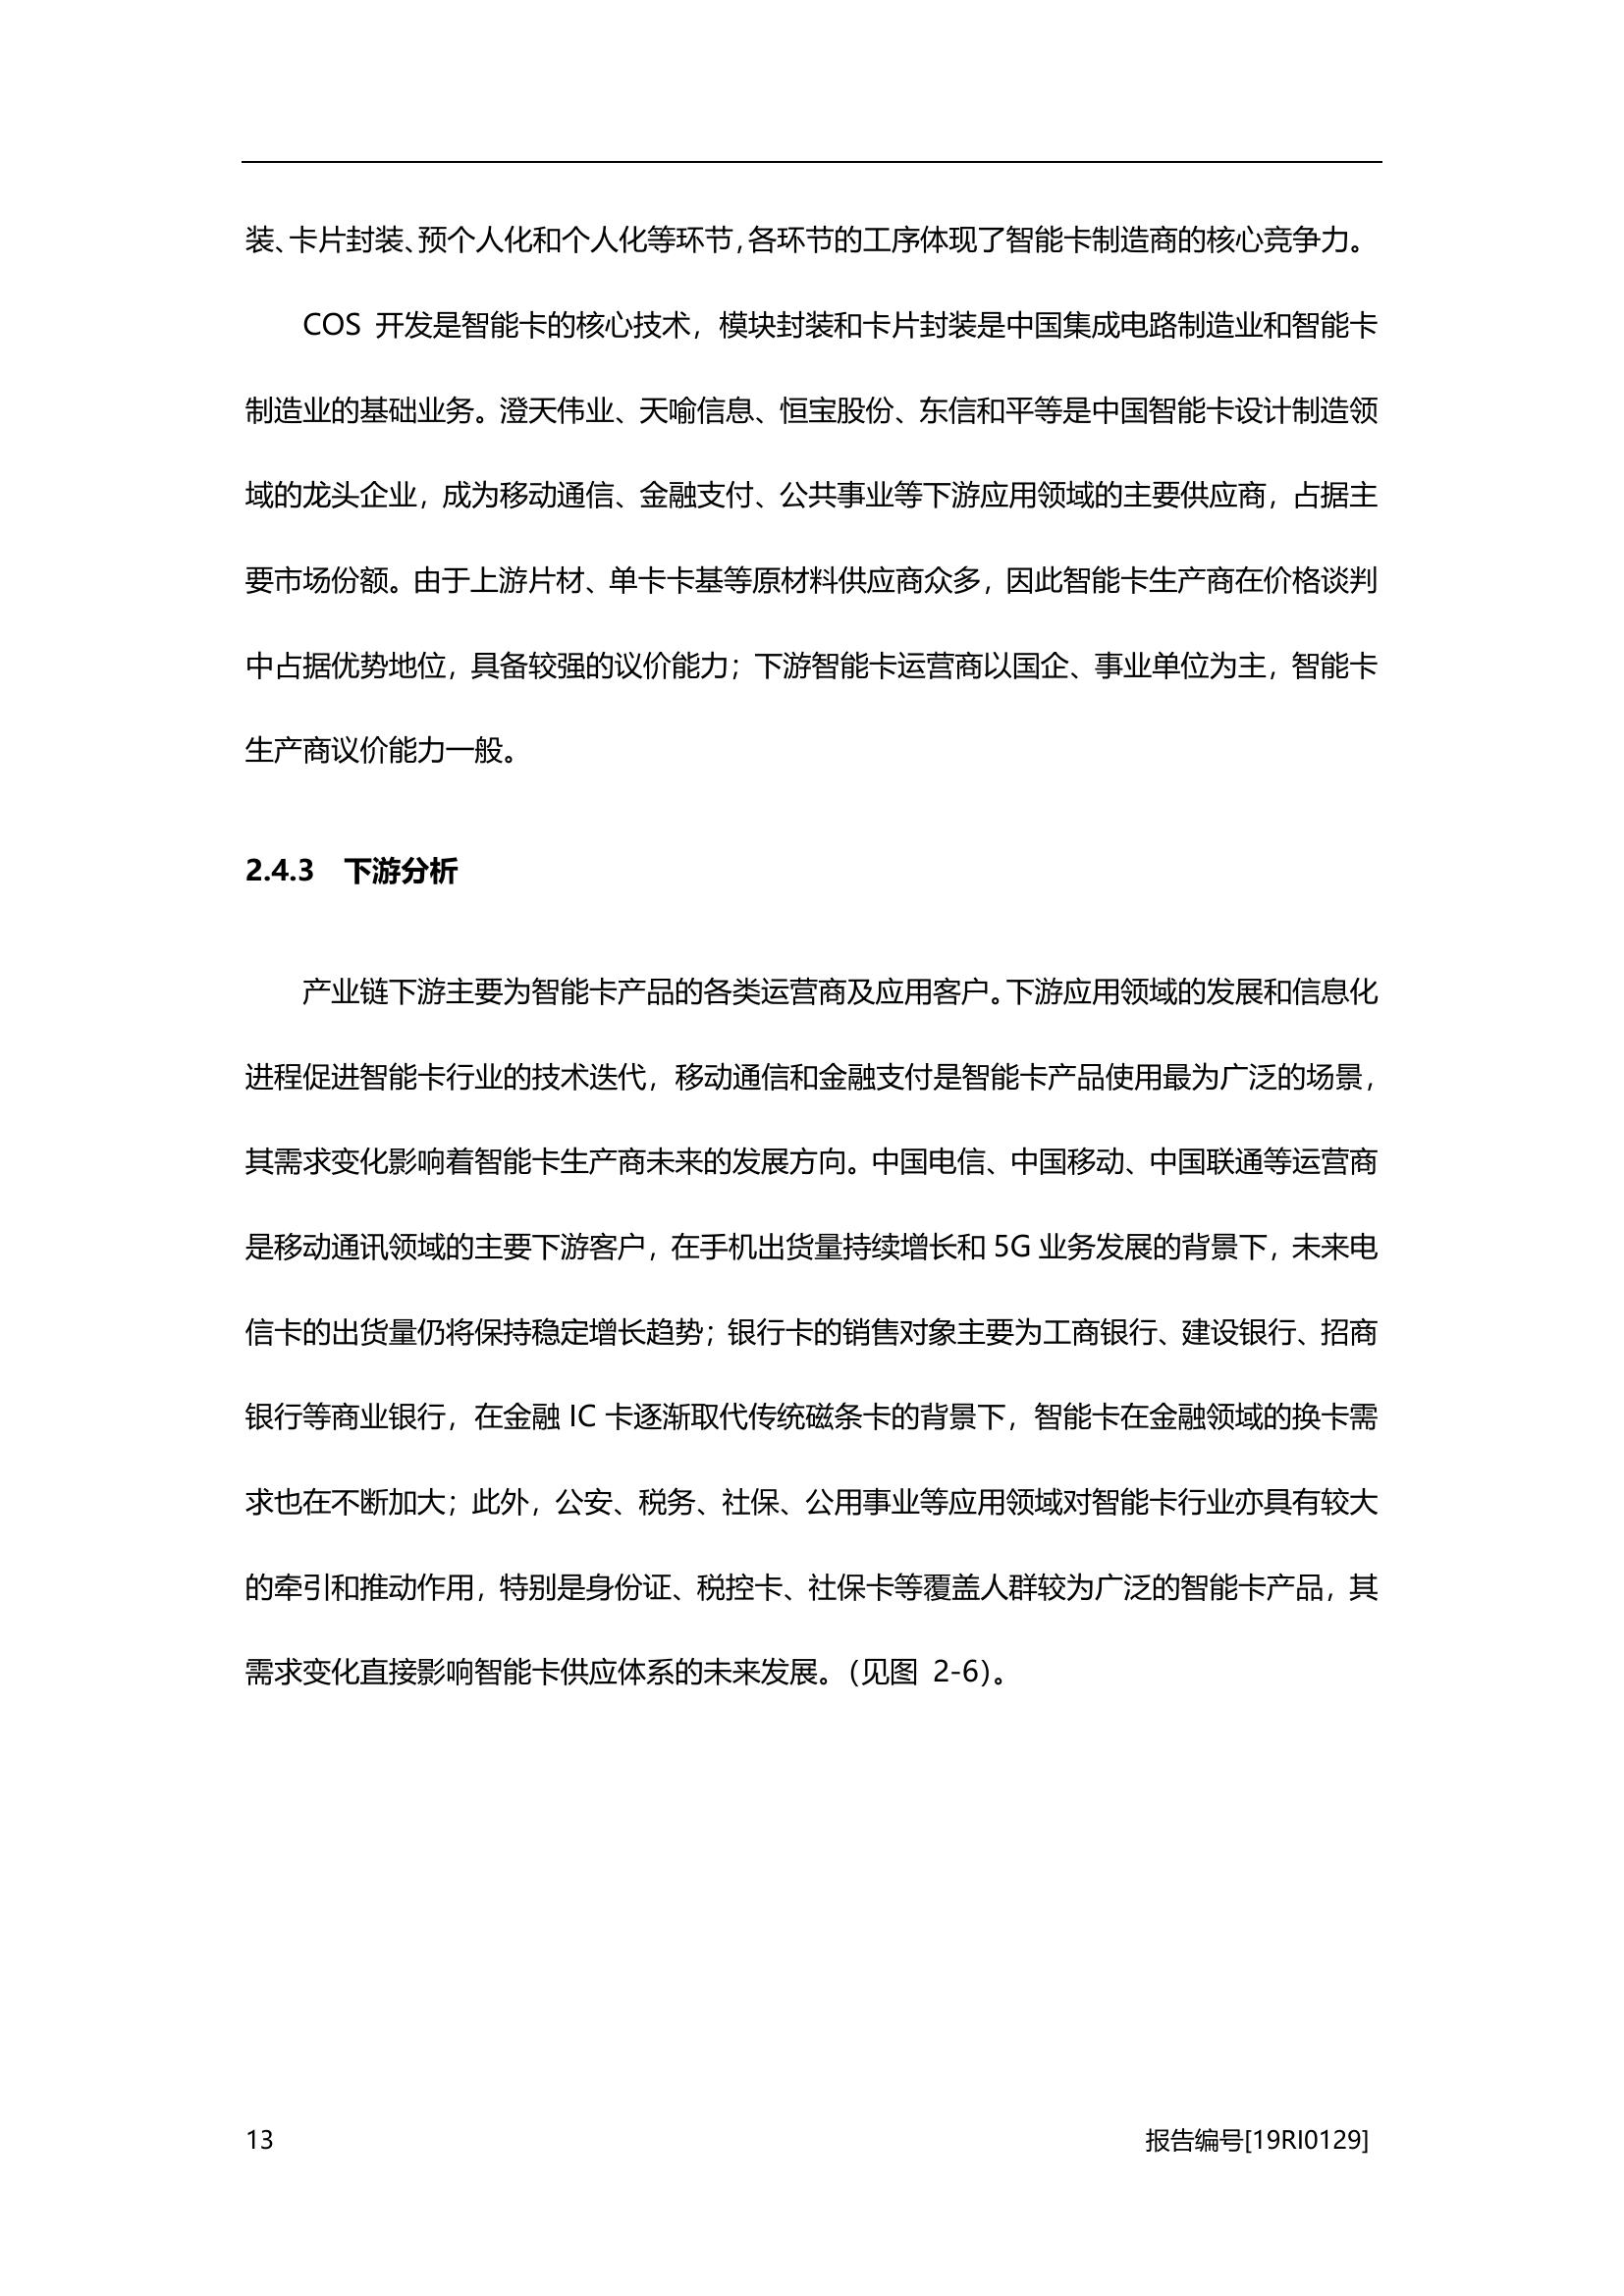 装、卡片封装、预个人化和个人化等环节，各环节的工序体现了智能卡制造商的核心竞争力。
COS 开发是智能卡的核心技术，模块封装和卡片封装是中国集成电路制造业和智能卡
制造业的基础业务。澄天伟业、天喻信息、恒宝股份、东信和平等是中国智能卡设计制造领
域的龙头企业，成为移动通信、金融支付、公共事业等下游应用领域的主要供应商，占据主
要市场份额。由于上游片材、单卡卡基等原材料供应商众多，因此智能卡生产商在价格谈判
中占据优势地位，具备较强的议价能力；下游智能卡运营商以国企、事业单位为主，智能卡
生产商议价能力一般。
2.4.3 下游分析
产业链下游主要为智能卡产品的各类运营商及应用客户。下游应用领域的发展和信息化
进程促进智能卡行业的技术迭代，移动通信和金融支付是智能卡产品使用最为广泛的场景，
其需求变化影响着智能卡生产商未来的发展方向。中国电信、中国移动、中国联通等运营商
是移动通讯领域的主要下游客户，在手机出货量持续增长和 5G 业务发展的背景下，未来电
信卡的出货量仍将保持稳定增长趋势；银行卡的销售对象主要为工商银行、建设银行、招商
银行等商业银行，在金融 IC 卡逐渐取代传统磁条卡的背景下，智能卡在金融领域的换卡需
求也在不断加大；此外，公安、税务、社保、公用事业等应用领域对智能卡行业亦具有较大
的牵引和推动作用，特别是身份证、税控卡、社保卡等覆盖人群较为广泛的智能卡产品，其
需求变化直接影响智能卡供应体系的未来发展。（见图 2-6）。
13 报告编号[19RI0129]